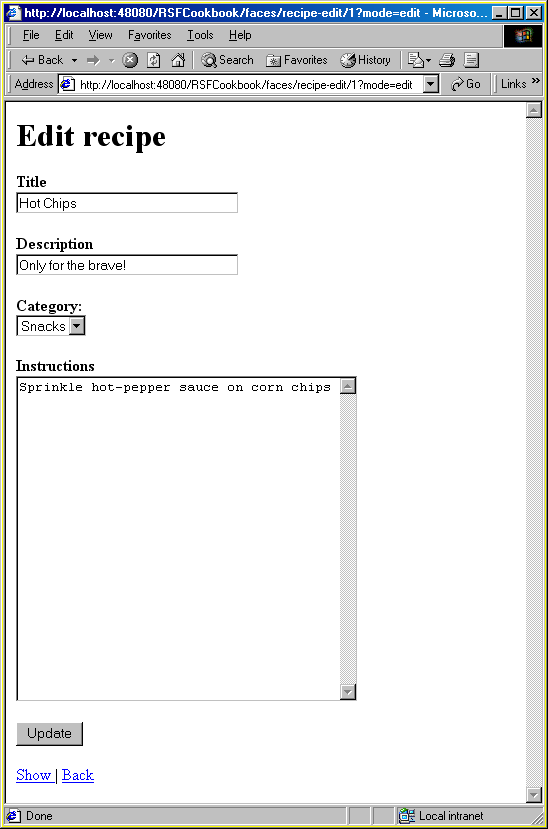 http://localhost:48080/RSFCookbook/faces/recipe-edit/1?mode=edit - Microso...
File Edit View Favorites Tools Help
Back Search Favorites History
Address http://localhost:48080/RSFCookbook/faces/recipe-edit/1?mode=edit Go Links »
Edit recipe
Title
Hot Chips
Description
Only for the brave!
Category:
Snacks
Instructions
Sprinkle hot-pepper sauce on corn chips
Update
Show | Back
Done Local intranet